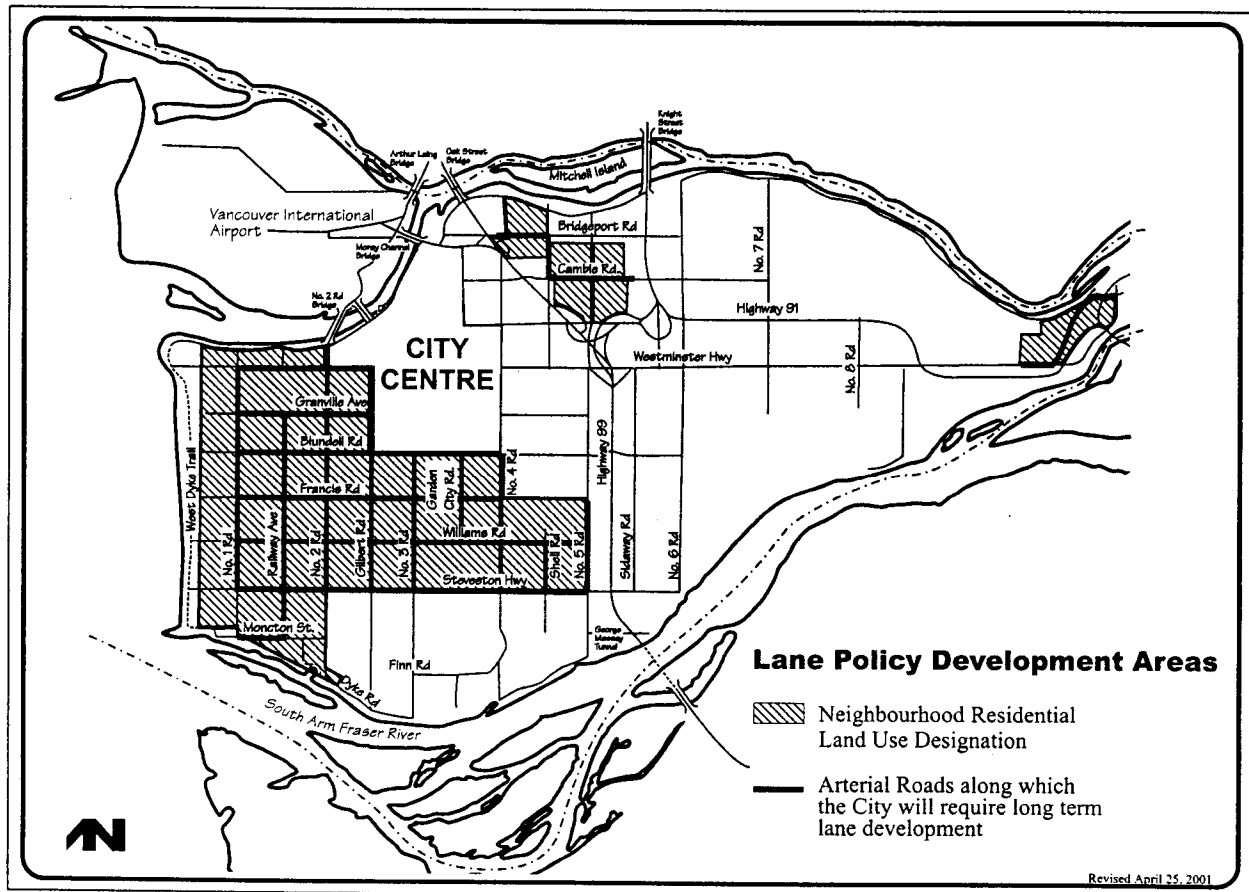 Knight
Street
Bridge
Arthur Laing
Bridge
Oak Street
Bridge
Mitchell Island
Vancouver International
Airport
Bridgeport Rd
Moray Channel
Bridge
No. 7 Rd
Cambie Rd.
No. 2 Rd
Bridge
Highway 91
CITY
CENTRE
Westminster Hwy
No. 8 Rd
Granville Ave
Blundell Rd
West Dyke Trail
Francis Rd
Garden
City Rd.
No. 4 Rd
Highway 99
No. 1 Rd
Railway Ave
No. 2 Rd
Gilbert Rd
No. 3 Rd
Williams Rd
Shell Rd
No. 5 Rd
Sidaway Rd
No. 6 Rd
Steveston Hwy
Moncton St.
George
Massey
Tunnel
Finn Rd
Dyke Rd
South Arm Fraser River
Lane Policy Development Areas
Neighbourhood Residential
Land Use Designation
Arterial Roads along which
the City will require long term
lane development
N
Revised April 25, 2001